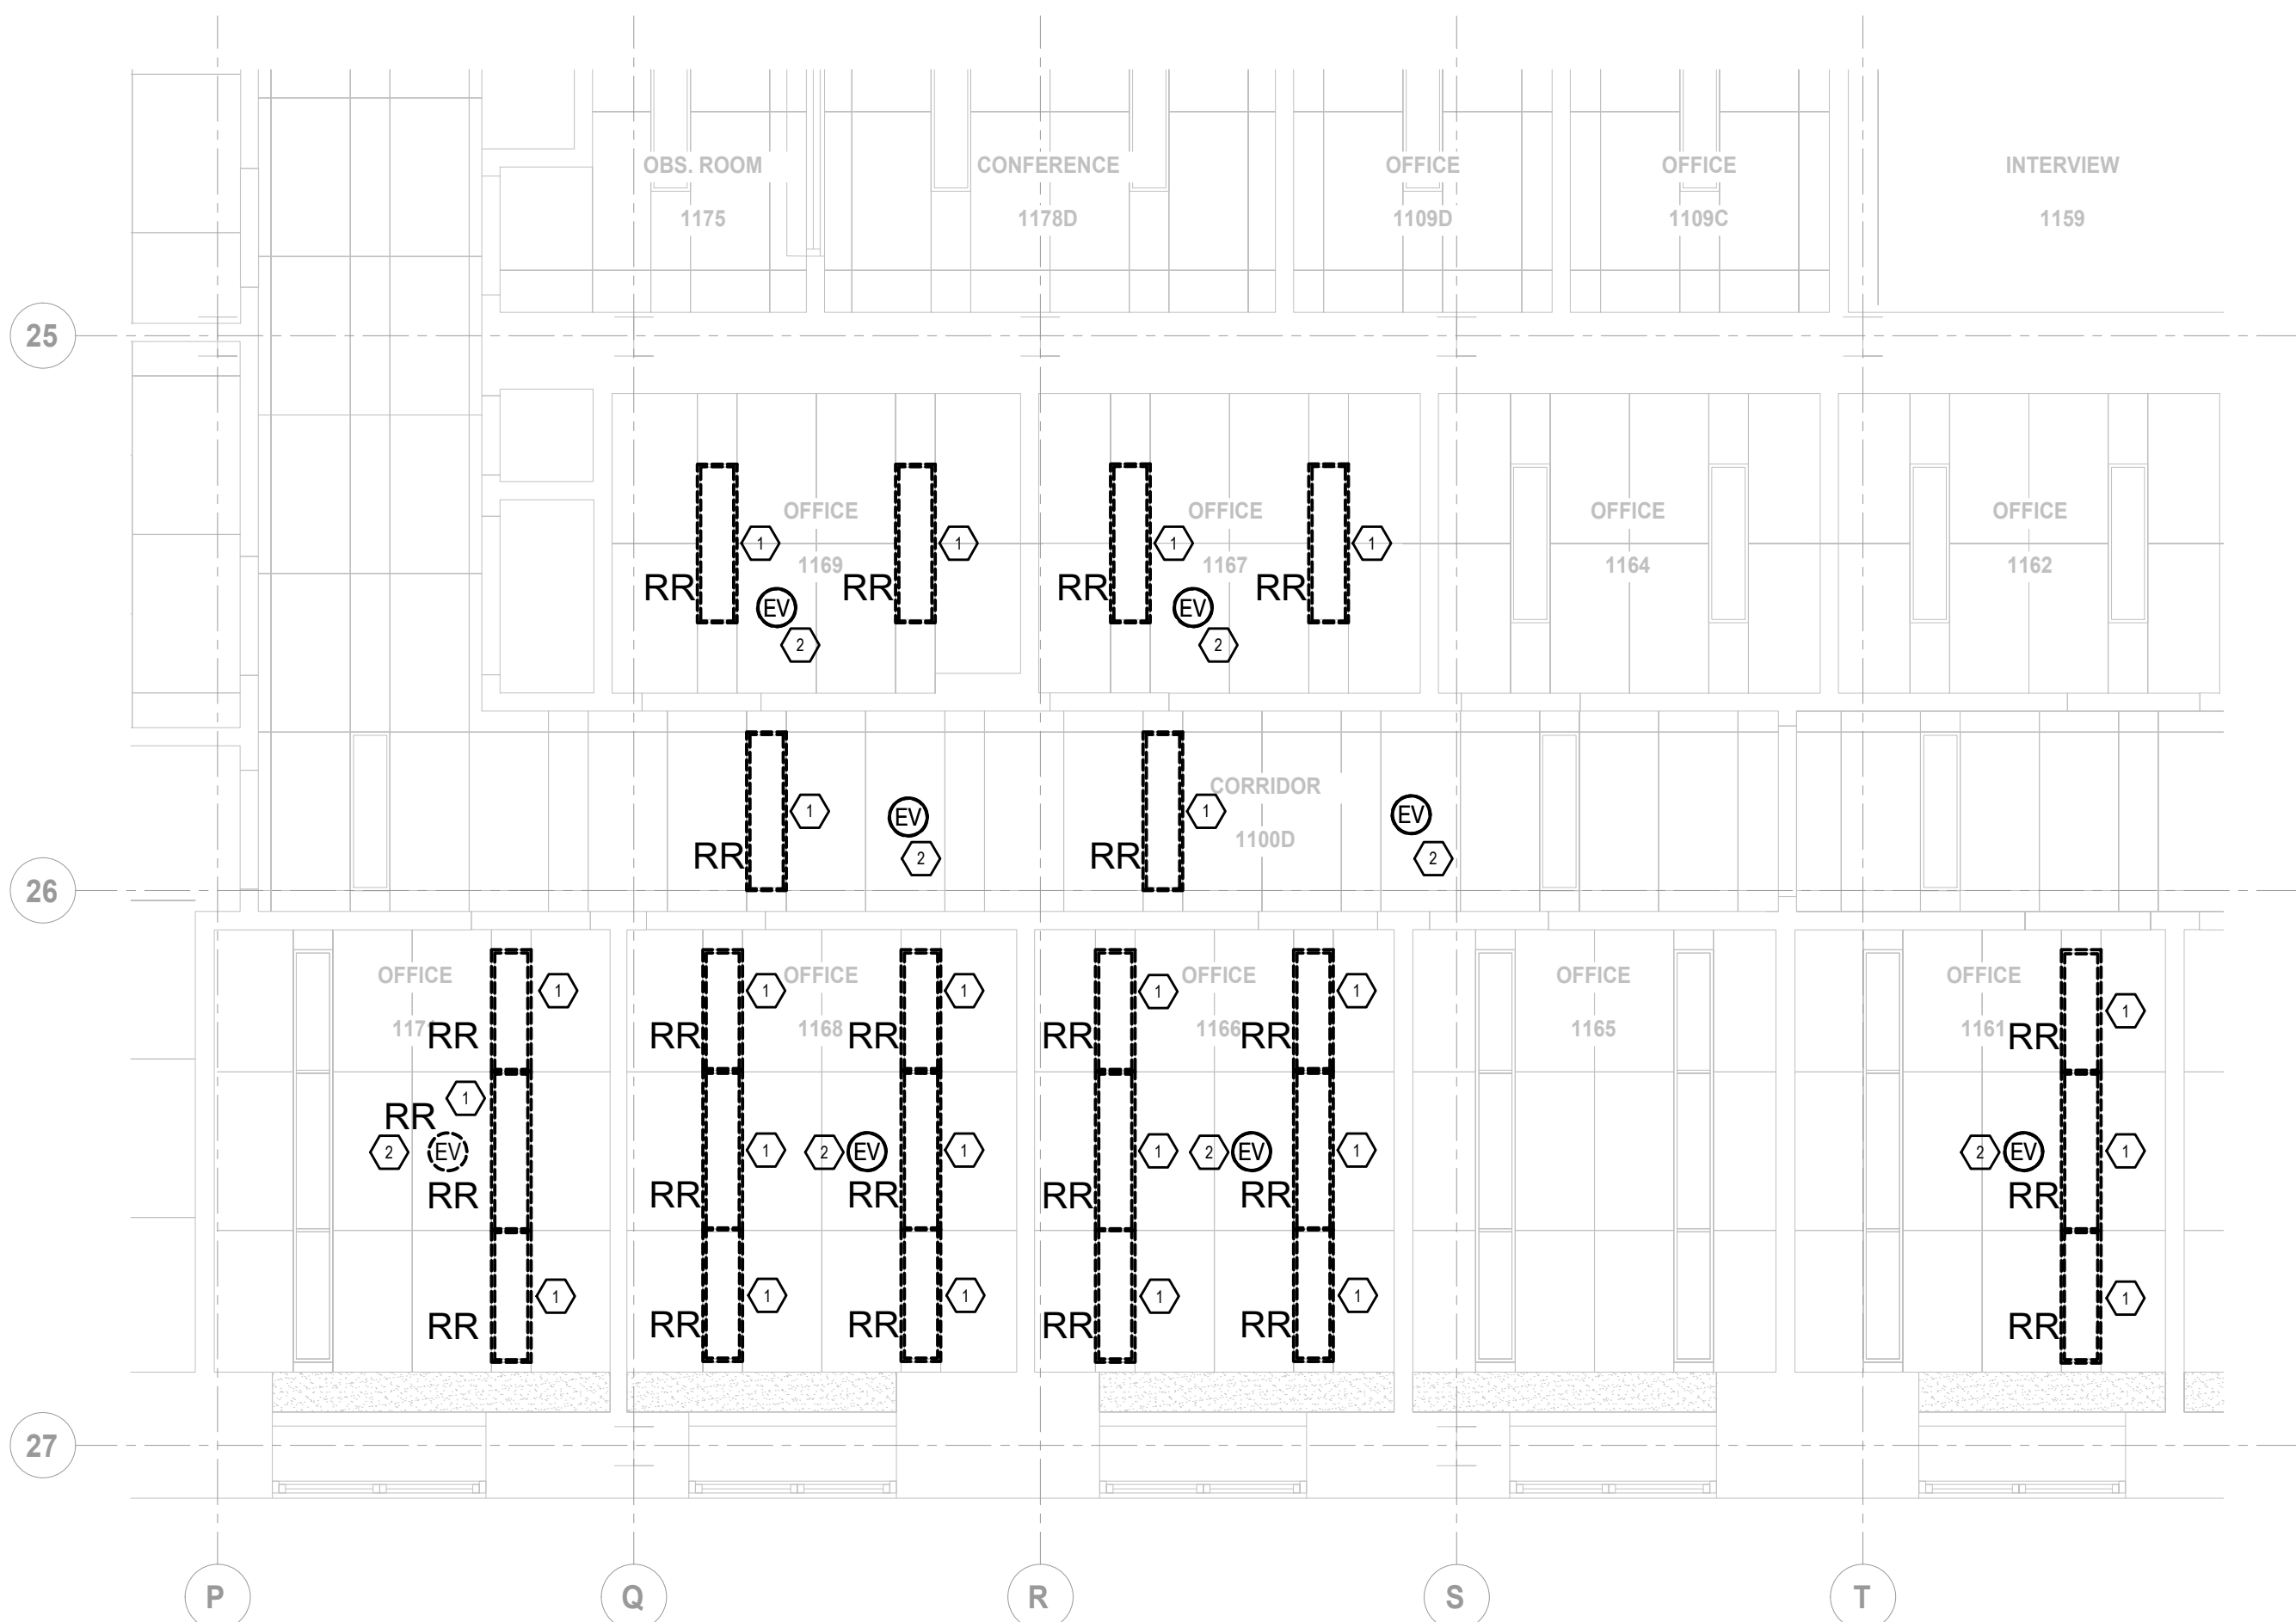 OBS. ROOM
1175
CONFERENCE
1178D
OFFICE
1109D
OFFICE
1109C
INTERVIEW
1159
25
OFFICE
1169
1
1
RR
RR
EV
2
OFFICE
1167
1
1
RR
RR
EV
2
OFFICE
1164
OFFICE
1162
1
RR
EV
2
1
RR
CORRIDOR
1100D
EV
2
26
OFFICE
1
RR
1
RR
2
EV
RR
1
RR
OFFICE
1168
1
1
RR
RR
1
2
EV
1
RR
RR
1
1
RR
RR
OFFICE
1166
1
1
RR
RR
1
2
EV
1
RR
RR
1
1
RR
RR
OFFICE
1165
OFFICE
1161
1
RR
2
EV
1
RR
1
RR
27
P
Q
R
S
T